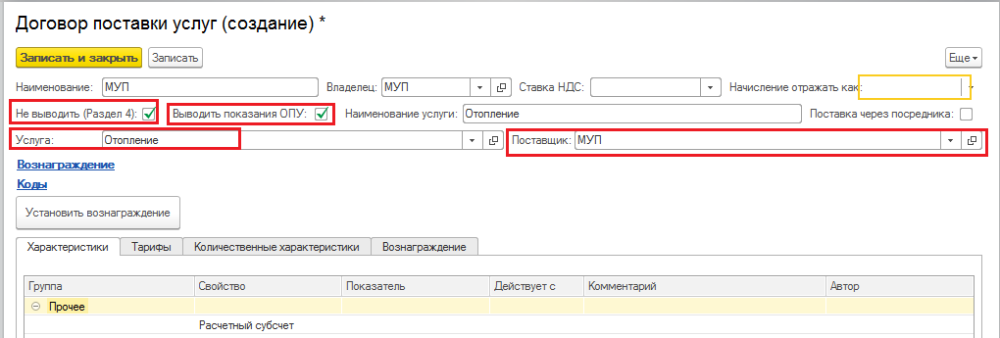 Договор поставки услуг (создание) *
Записать и закрыть Записать Еще
Наименование: МУП Владелец: МУП Ставка НДС: Начисление отражать как:
Не выводить (Раздел 4): Выводить показания ОПУ: Наименование услуги: Отопление Поставка через посредника:
Услуга: Отопление Поставщик: МУП
Вознаграждение
Коды
Установить вознаграждение
Характеристики Тарифы Количественные характеристики Вознаграждение
Группа Свойство Показатель Действует с Комментарий Автор
Прочее
Расчетный субсчет